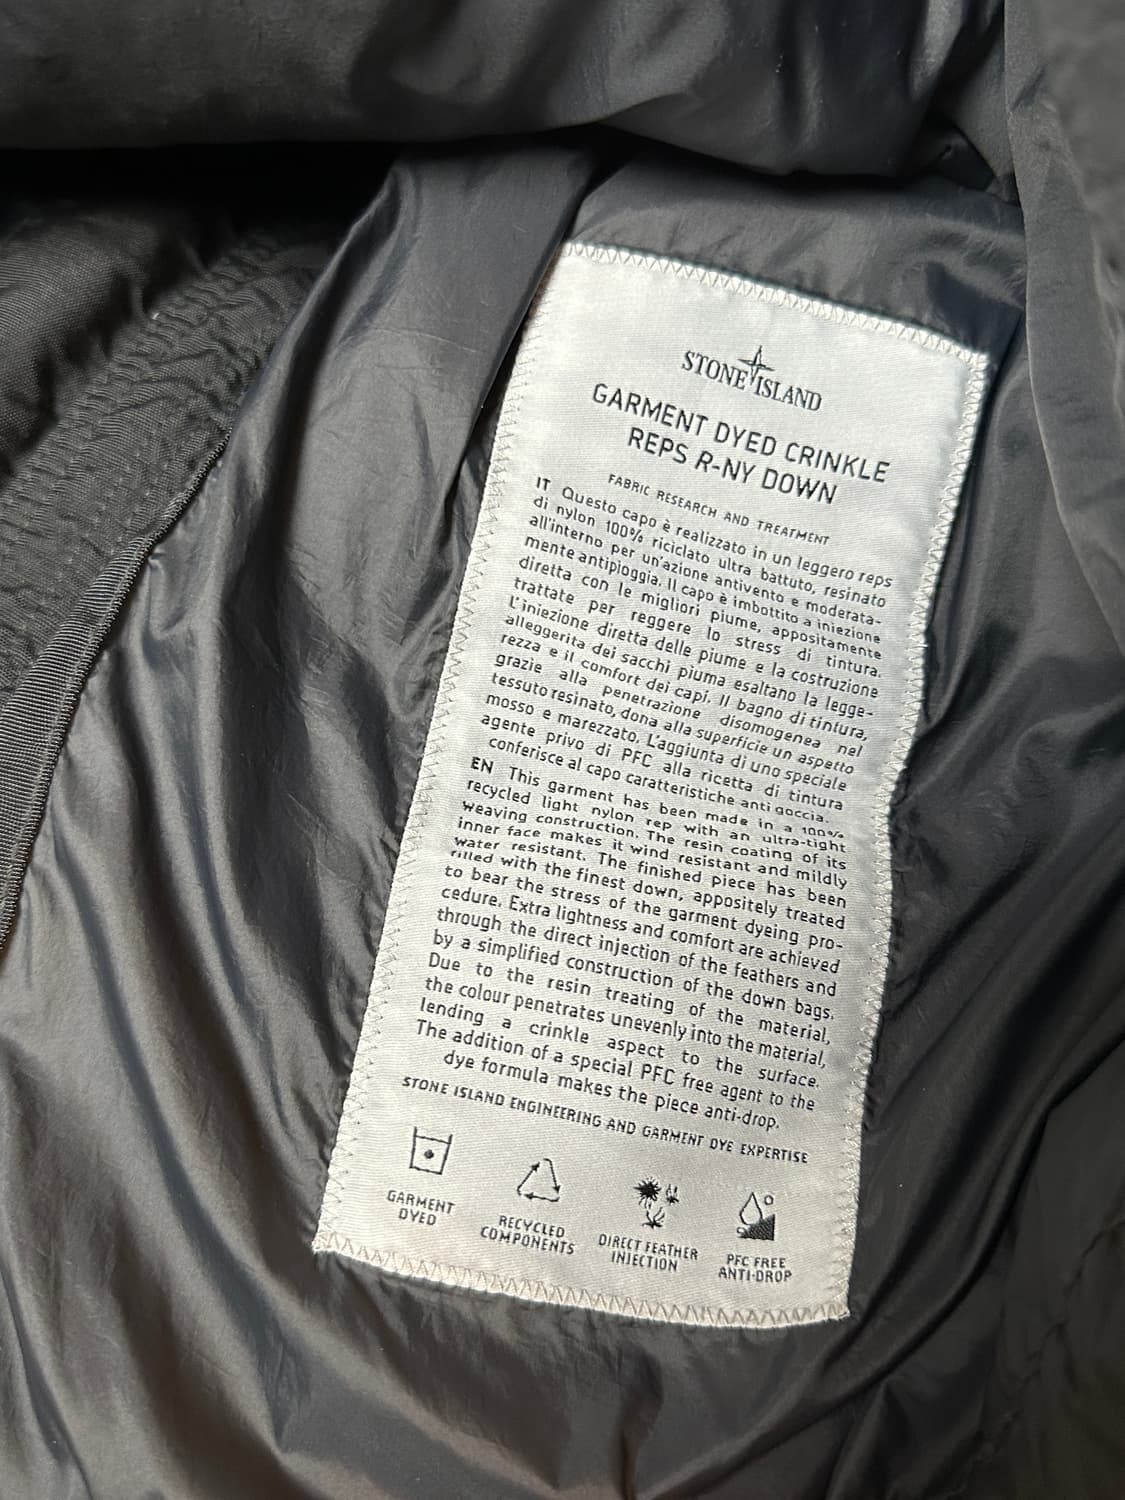 STONE ISLAND
GARMENT DYED CRINKLE
REPS R-NY DOWN
FABRIC RESEARCH AND TREATMENT
IT Questo capo è realizzato in un leggero reps
di nylon 100% riciclato ultra battuto, resinato
all'interno per un'azione antivento e moderata-
mente antipioggia. Il capo è imbottito a iniezione
diretta con le migliori piume, appositamente
trattate per reggere lo stress di tintura.
L'iniezione diretta delle piume e la costruzione
alleggerita dei sacchi piuma esaltano la legge-
rezza e il comfort dei capi. Il bagno di tintura,
grazie alla penetrazione disomogenea nel
tessuto resinato, dona alla superficie un aspetto
mosso e marezzato. L'aggiunta di uno speciale
agente privo di PFC alla ricetta di tintura
conferisce al capo caratteristiche anti goccia.
EN This garment has been made in a 100%
recycled light nylon rep with an ultra-tight
weaving construction. The resin coating of its
inner face makes it wind resistant and mildly
water resistant. The finished piece has been
filled with the finest down, appositely treated
to bear the stress of the garment dyeing pro-
cedure. Extra lightness and comfort are achieved
through the direct injection of the feathers and
by a simplified construction of the down bags.
Due to the resin treating of the material,
the colour penetrates unevenly into the material,
lending a crinkle aspect to the surface.
The addition of a special PFC free agent to the
dye formula makes the piece anti-drop.
STONE ISLAND ENGINEERING AND GARMENT DYE EXPERTISE
GARMENT
DYED
RECYCLED
COMPONENTS
DIRECT FEATHER
INJECTION
PFC FREE
ANTI-DROP